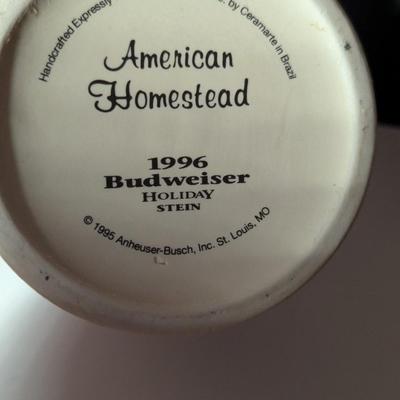 Handcrafted Expressly by Ceramarte in Brazil
American
Homestead
1996
Budweiser
HOLIDAY
STEIN
© 1995 Anheuser-Busch, Inc. St. Louis, MO